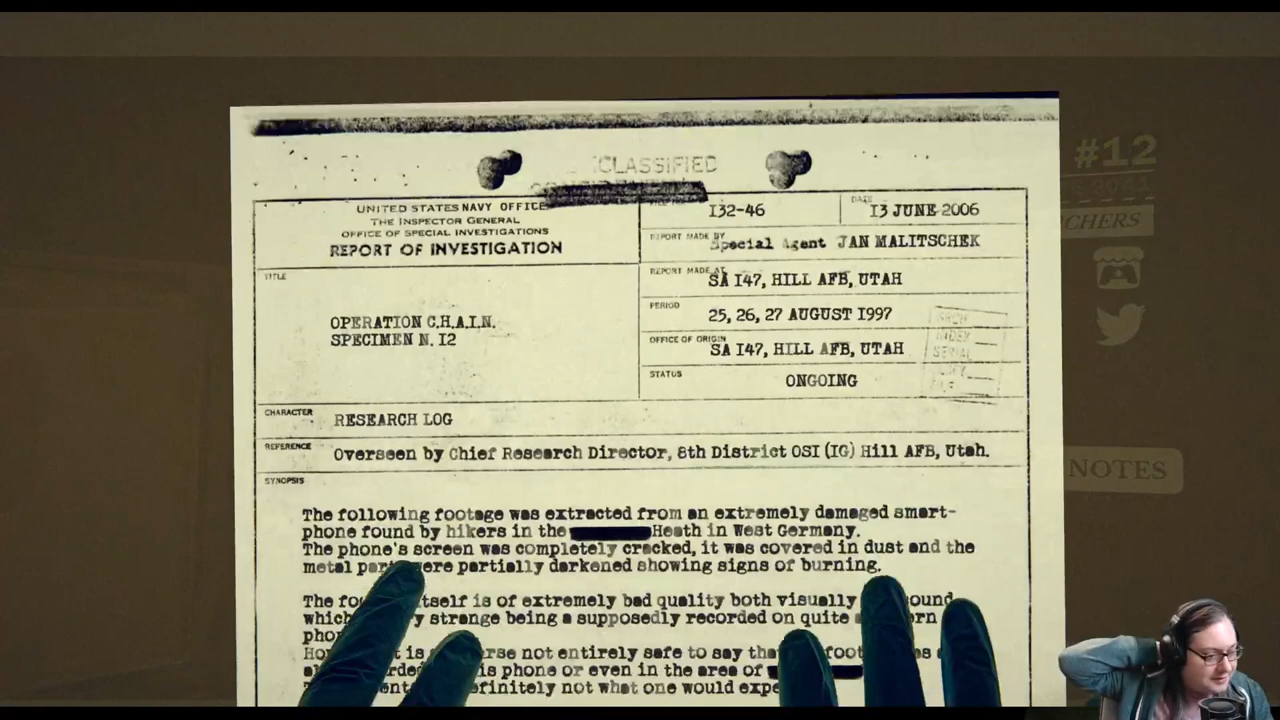 CLASSIFIED
UNITED STATES NAVY OFFICE
THE INSPECTOR GENERAL
OFFICE OF SPECIAL INVESTIGATIONS
REPORT OF INVESTIGATION
132-46
DATE
13 JUNE 2006
REPORT MADE BY
Special Agent JAN MALITSCHEK
REPORT MADE AT
SA 147, HILL AFB, UTAH
PERIOD
25, 26, 27 AUGUST 1997
OFFICE OF ORIGIN
SA 147, HILL AFB, UTAH
STATUS
ONGOING
TITLE
OPERATION C.H.A.I.N.
SPECIMEN N. 12
CHARACTER
RESEARCH LOG
REFERENCE
Overseen by Chief Research Director, 8th District OSI (IG) Hill AFB, Utah.
SYNOPSIS
The following footage was extracted from an extremely damaged smart-
phone found by hikers in the Heath in West Germany.
The phone's screen was completely cracked, it was covered in dust and the
metal were partially darkened showing signs of burning.
The itself is of extremely bad quality both visually
which strange being a supposedly recorded on quite
is not entirely safe to say
phone or even in the area of
definitely not what one would
#12
NOTES